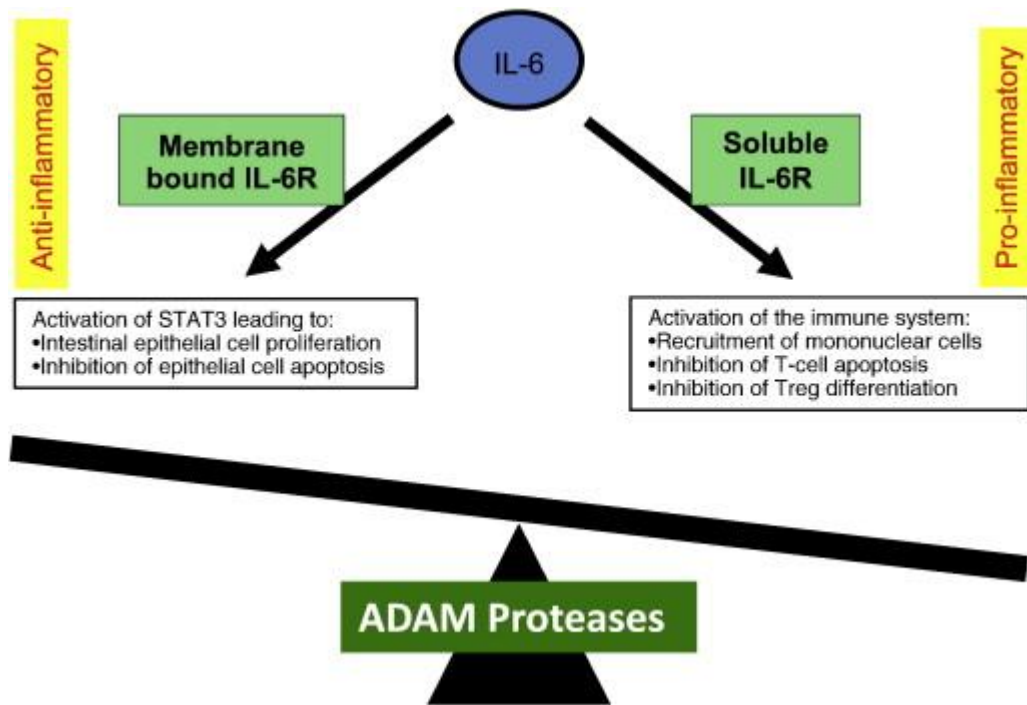 IL-6
Anti-inflammatory
Membrane
bound IL-6R
Soluble
IL-6R
Pro-inflammatory
Activation of STAT3 leading to:
•Intestinal epithelial cell proliferation
•Inhibition of epithelial cell apoptosis
Activation of the immune system:
•Recruitment of mononuclear cells
•Inhibition of T-cell apoptosis
•Inhibition of Treg differentiation
ADAM Proteases